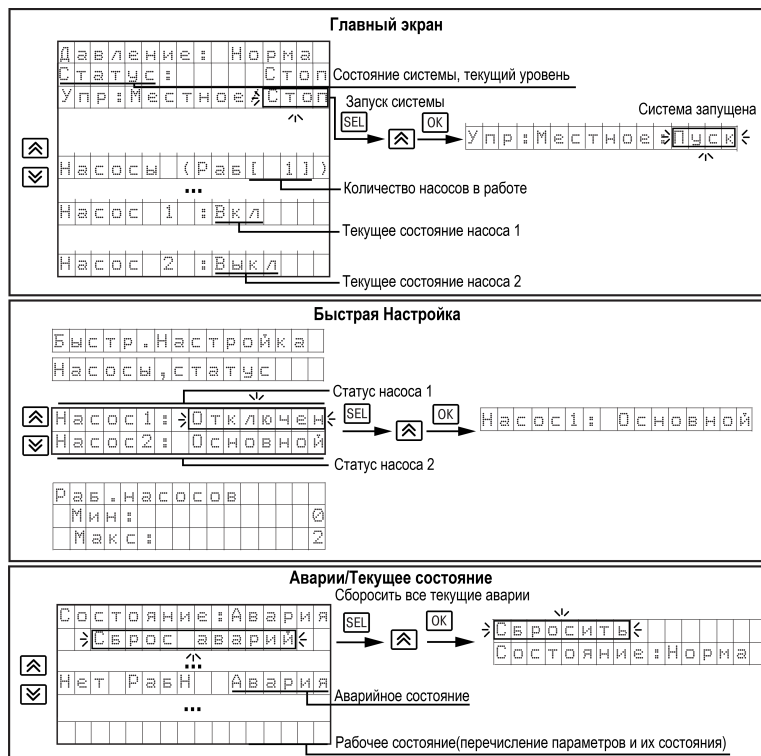 Главный экран
Давление: Норма
Статус: Стоп
Состояние системы, текущий уровень
Упр:Местное Стоп
Запуск системы
SEL
OK
Система запущена
Упр:Местное:Пуск
Насосы (Раб[ 1])
Количество насосов в работе
...
Насос 1 :Вкл
Текущее состояние насоса 1
Насос 2 :Выкл
Текущее состояние насоса 2
Быстрая Настройка
Быстр.Настройка
Насосы,статус
Статус насоса 1
Насос1: Отключен
SEL
OK
Насос1: Основной
Насос2: Основной
Статус насоса 2
Раб.насосов
Мин: 0
Макс: 2
Аварии/Текущее состояние
Сборосить все текущие аварии
Состояние:Авария
SEL
OK
Сброс аварий
Сбросить
Состояние:Норма
...
Нет РабН Авария
Аварийное состояние
...
Рабочее состояние(перечисление параметров и их состояния)